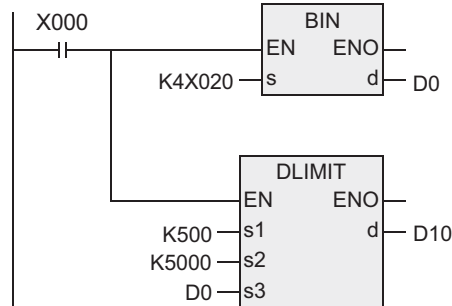 X000
BIN
EN ENO
K4X020 s d D0
DLIMIT
EN ENO
K500 s1 d D10
K5000 s2
D0 s3